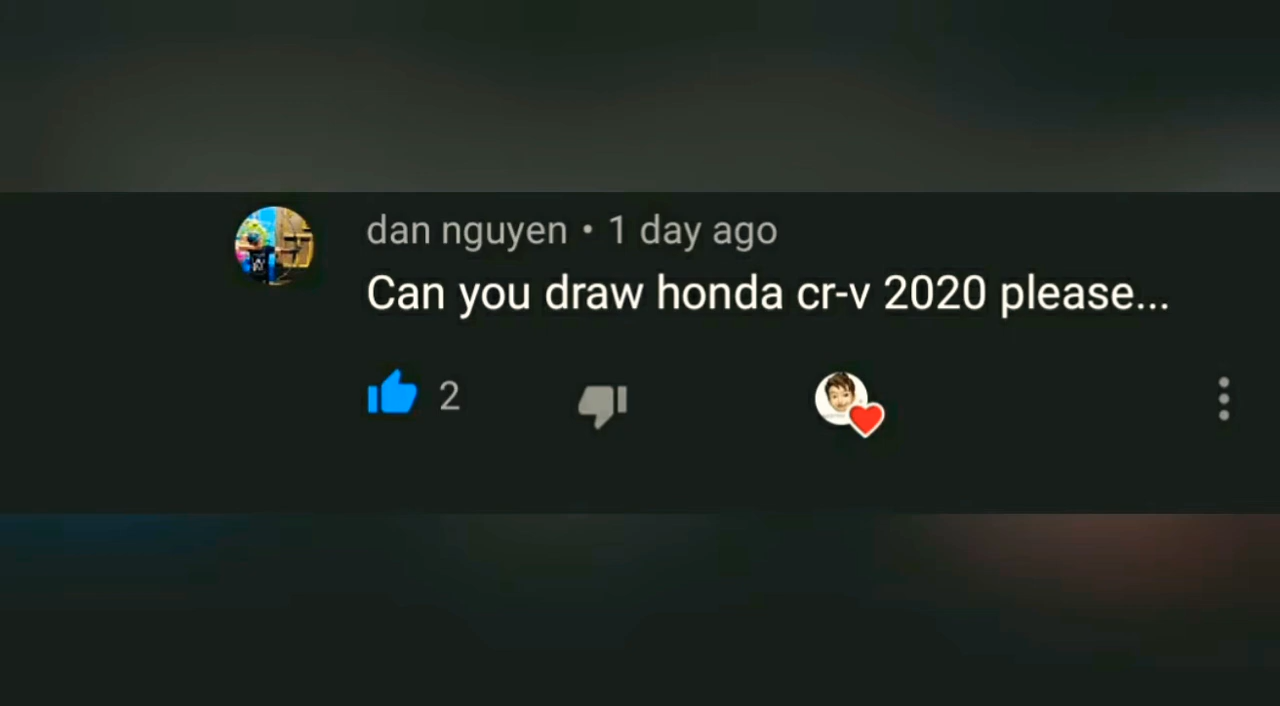 dan nguyen • 1 day ago
Can you draw honda cr-v 2020 please...
2